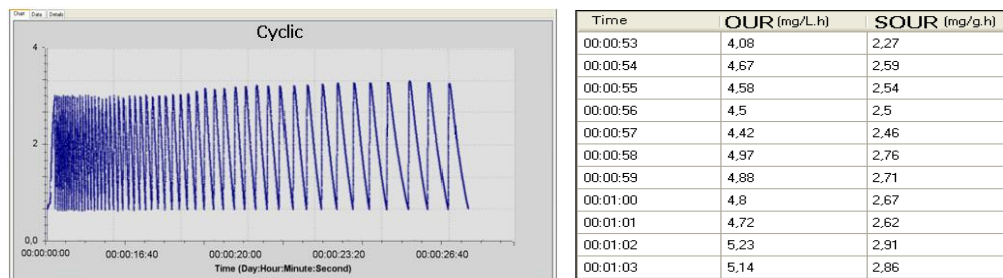 Chart Data Details
Cyclic
4
2
0,0
00:00:00:00 00:00:16:40 00:00:20:00 00:00:23:20 00:00:26:40
Time (Day:Hour:Minute:Second)
Time OUR (mg/L.h) SOUR (mg/g.h)
00:00:53 4,08 2,27
00:00:54 4,67 2,59
00:00:55 4,58 2,54
00:00:56 4,5 2,5
00:00:57 4,42 2,46
00:00:58 4,97 2,76
00:00:59 4,88 2,71
00:01:00 4,8 2,67
00:01:01 4,72 2,62
00:01:02 5,23 2,91
00:01:03 5,14 2,86